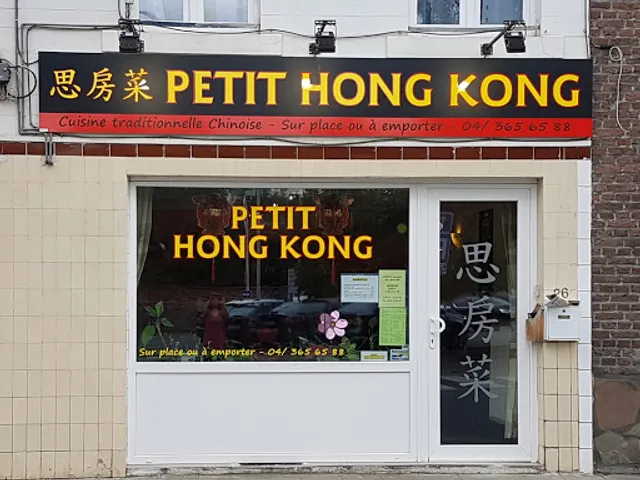 思房菜 PETIT HONG KONG
Cuisine traditionnelle Chinoise - Sur place ou à emporter 04/ 365 65 88
PETIT
HONG KONG
Sur place ou à emporter - 04/ 365 65 88
思房菜
26